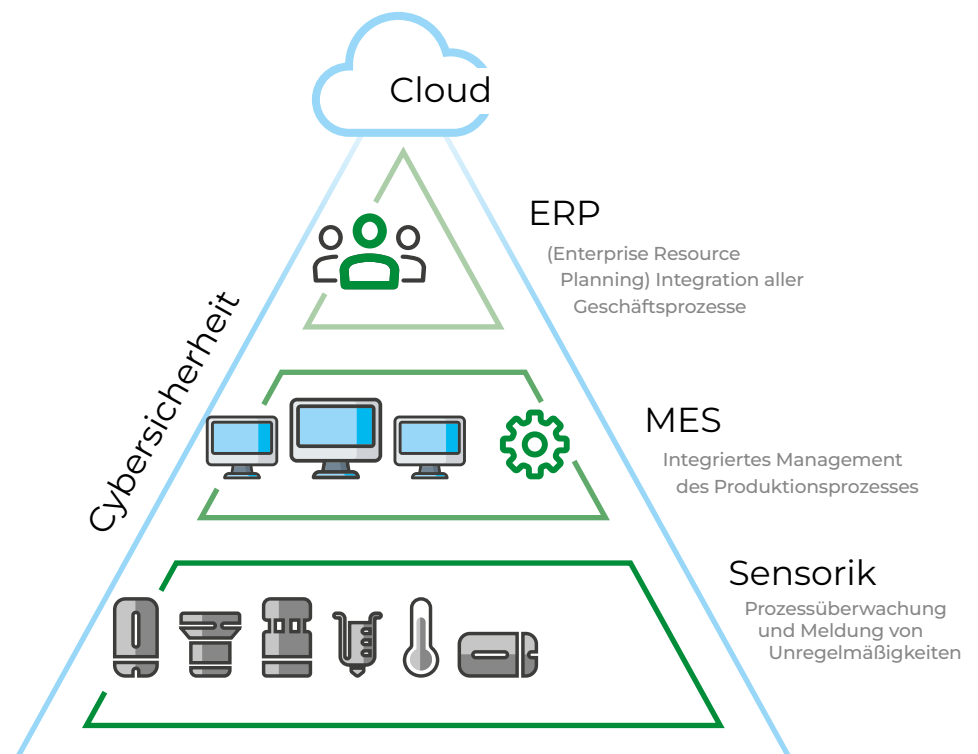 Cloud
ERP
(Enterprise Resource
Planning) Integration aller
Geschäftsprozesse
Cybersicherheit
MES
Integriertes Management
des Produktionsprozesses
Sensorik
Prozessüberwachung
und Meldung von
Unregelmäßigkeiten